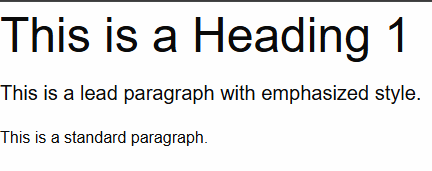 This is a Heading 1
This is a lead paragraph with emphasized style.
This is a standard paragraph.